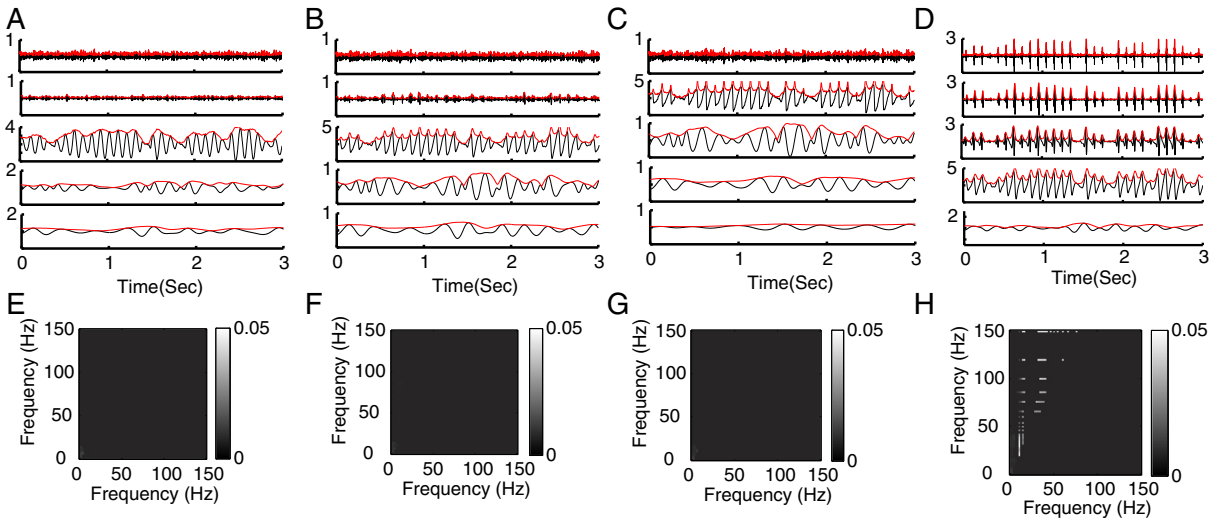 A B C D
1 1 1 3
1 1 5 3
4 5 1 3
2 1 1 5
2 1 1 2
0 1 2 3 0 1 2 3 0 1 2 3 0 1 2 3
Time(Sec) Time(Sec) Time(Sec) Time(Sec)
E F G H
150 0.05 150 0.05 150 0.05 150 0.05
100 100 100 100
50 50 50 50
0 0 0 0 0 0 0 0
Frequency (Hz) Frequency (Hz) Frequency (Hz) Frequency (Hz)
0 50 100 150 0 50 100 150 0 50 100 150 0 50 100 150
Frequency (Hz) Frequency (Hz) Frequency (Hz) Frequency (Hz)